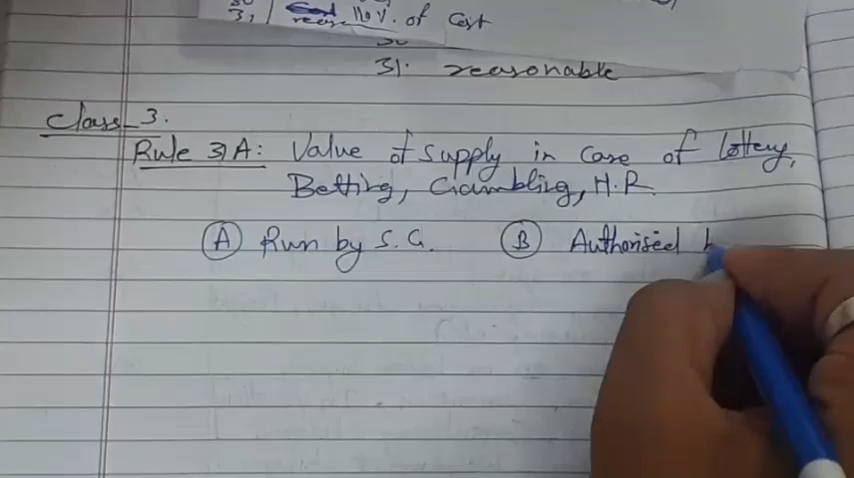 3, 110 %. of Cost
31. reasonable
Class 3.
Rule 31A: Value of Supply in case of lottery,
Betting, Gambling, H.R.
A Run by S.G. B Authorised b